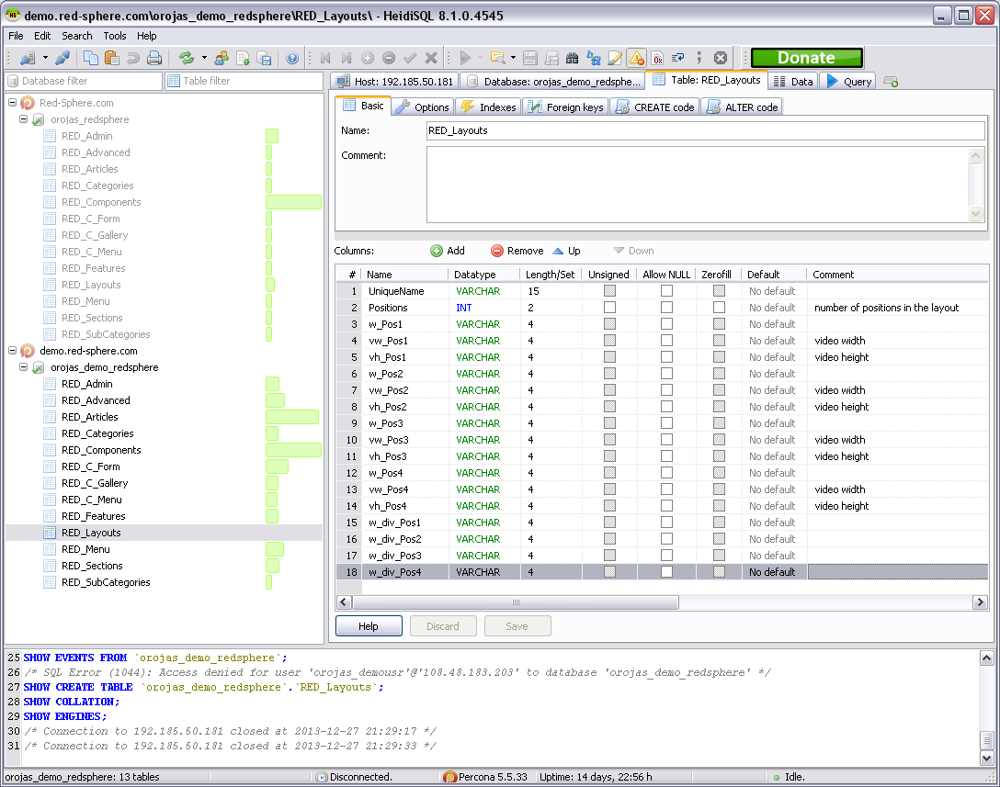 demo.red-sphere.com\orojas_demo_redsphere\RED_Layouts\ - HeidiSQL 8.1.0.4545
File Edit Search Tools Help
Donate
Database filter Table filter
Host: 192.185.50.181 Database: orojas_demo_redsphe... Table: RED_Layouts Data Query
Red-Sphere.com
orojas_redsphere
RED_Admin
RED_Advanced
RED_Articles
RED_Categories
RED_Components
RED_C_Form
RED_C_Gallery
RED_C_Menu
RED_Features
RED_Layouts
RED_Menu
RED_Sections
RED_SubCategories
demo.red-sphere.com
orojas_demo_redsphere
RED_Admin
RED_Advanced
RED_Articles
RED_Categories
RED_Components
RED_C_Form
RED_C_Gallery
RED_C_Menu
RED_Features
RED_Layouts
RED_Menu
RED_Sections
RED_SubCategories
Basic Options Indexes Foreign keys CREATE code ALTER code
Name: RED_Layouts
Comment:
Columns: Add Remove Up Down
# Name Datatype Length/Set Unsigned Allow NULL Zerofill Default Comment
1 UniqueName VARCHAR 15 No default
2 Positions INT 2 No default number of positions in the layout
3 w_Pos1 VARCHAR 4 No default
4 vw_Pos1 VARCHAR 4 No default video width
5 vh_Pos1 VARCHAR 4 No default video height
6 w_Pos2 VARCHAR 4 No default
7 vw_Pos2 VARCHAR 4 No default video width
8 vh_Pos2 VARCHAR 4 No default video height
9 w_Pos3 VARCHAR 4 No default
10 vw_Pos3 VARCHAR 4 No default video width
11 vh_Pos3 VARCHAR 4 No default video height
12 w_Pos4 VARCHAR 4 No default
13 vw_Pos4 VARCHAR 4 No default video width
14 vh_Pos4 VARCHAR 4 No default video height
15 w_div_Pos1 VARCHAR 4 No default
16 w_div_Pos2 VARCHAR 4 No default
17 w_div_Pos3 VARCHAR 4 No default
18 w_div_Pos4 VARCHAR 4 No default
Help Discard Save
25 SHOW EVENTS FROM `orojas_demo_redsphere`;
26 /* SQL Error (1044): Access denied for user 'orojas_demousr'@'108.48.183.203' to database 'orojas_demo_redsphere' */
27 SHOW CREATE TABLE `orojas_demo_redsphere`.`RED_Layouts`;
28 SHOW COLLATION;
29 SHOW ENGINES;
30 /* Connection to 192.185.50.181 closed at 2013-12-27 21:29:17 */
31 /* Connection to 192.185.50.181 closed at 2013-12-27 21:29:33 */
orojas_demo_redsphere: 13 tables Disconnected. Percona 5.5.33 Uptime: 14 days, 22:56 h Idle.